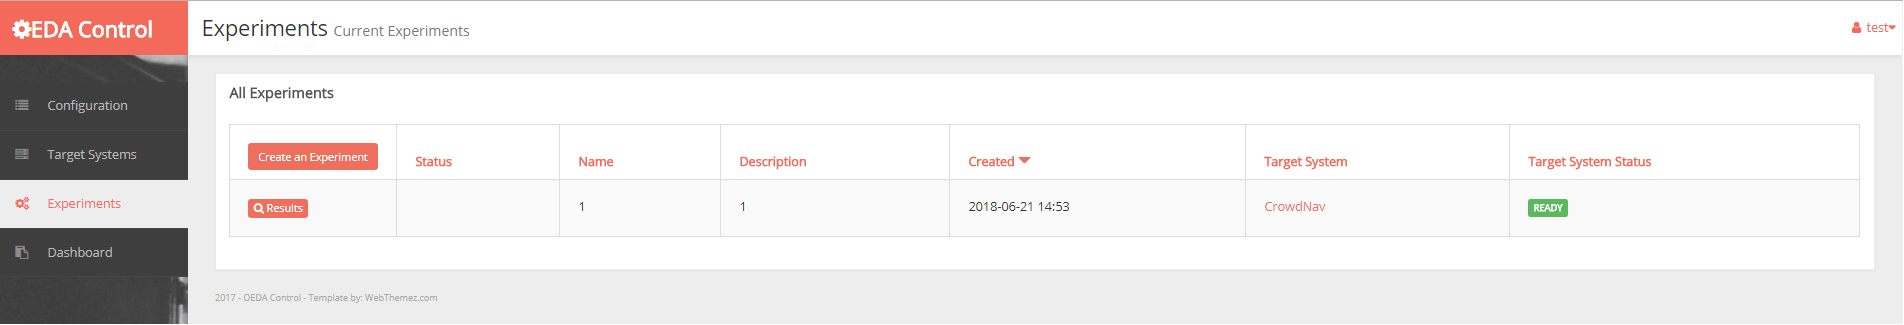 EDA Control
Experiments Current Experiments
test
Configuration
Target Systems
Experiments
Dashboard
All Experiments
Create an Experiment Status Name Description Created Target System Target System Status
Results 1 1 2018-06-21 14:53 CrowdNav READY
2017 - OEDA Control - Template by: WebThemez.com